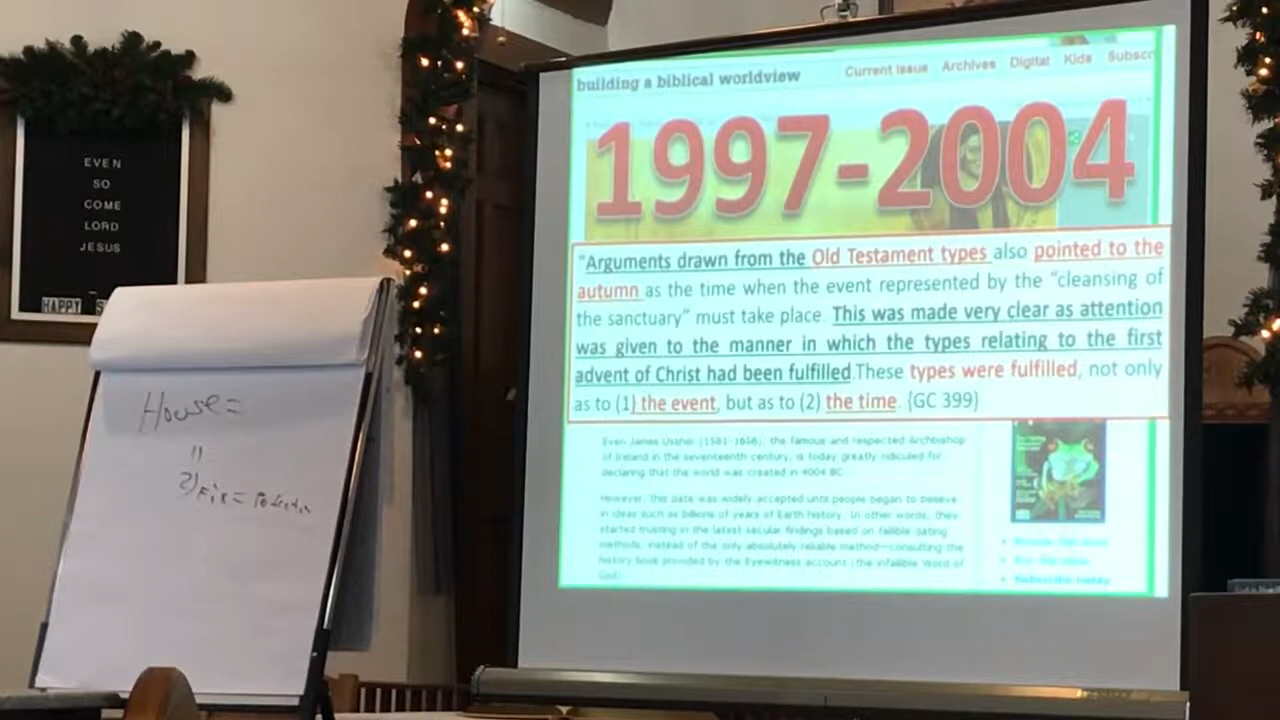 EVEN
SO
COME
LORD
JESUS
HAPPY S
House=
1)
2) Fix =
building a biblical worldview
Current Issue Archives Digital Kids Subscr
1997-2004
“Arguments drawn from the Old Testament types also pointed to the
autumn as the time when the event represented by the “cleansing of
the sanctuary” must take place. This was made very clear as attention
was given to the manner in which the types relating to the first
advent of Christ had been fulfilled.These types were fulfilled, not only
as to (1) the event, but as to (2) the time. {GC 399}
Even James Ussher (1581-1656), the famous and respected Archbishop
of Ireland in the seventeenth century, is today greatly ridiculed for
declaring that the world was created in 4004 BC.
However, this date was widely accepted until people began to believe
in ideas such as billions of years of Earth history. In other words, they
started trusting in the latest secular findings based on fallible dating
methods, instead of the only absolutely reliable method—consulting the
history book provided by the Eyewitness account (the infallible Word of
God).